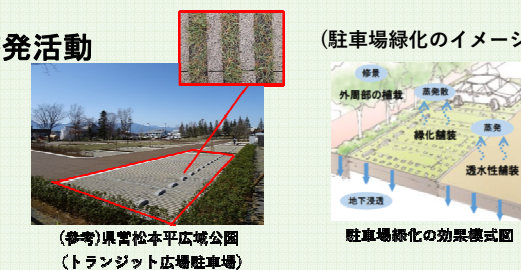 発活動
(駐車場緑化のイメージ
修景
外周部の植栽
蒸発散
緑化舗装
蒸発
透水性舗装
地下浸透
(参考)県営松本平広域公園
(トランジット広場駐車場)
駐車場緑化の効果模式図